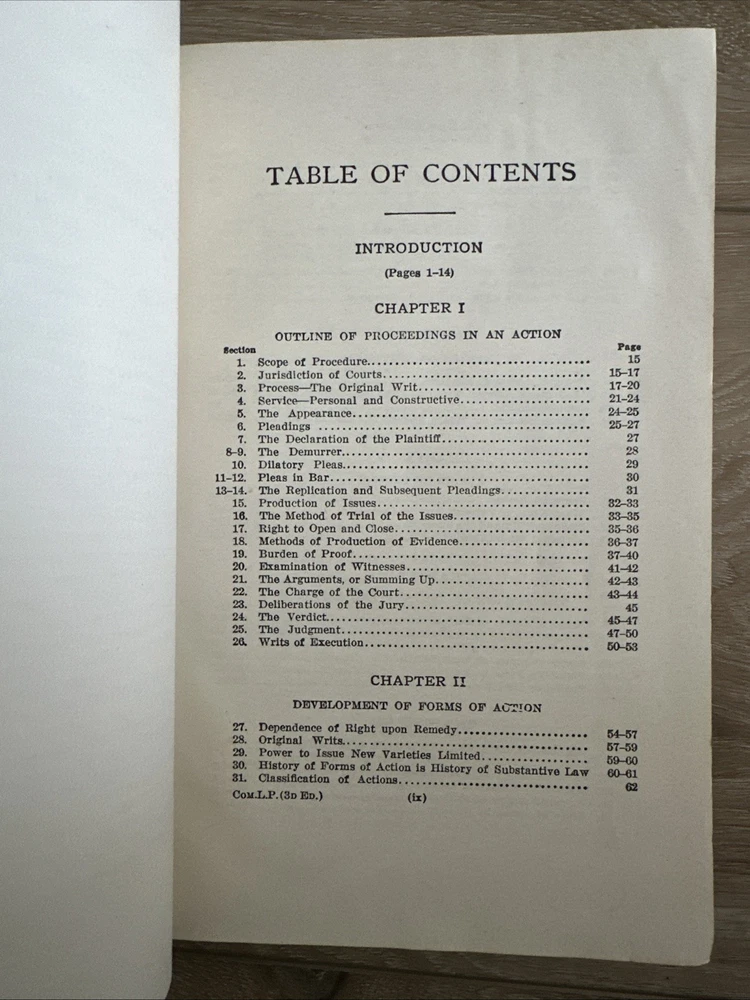 TABLE OF CONTENTS
INTRODUCTION
(Pages 1–14)
CHAPTER I
OUTLINE OF PROCEEDINGS IN AN ACTION
Section Page
1. Scope of Procedure........................................ 15
2. Jurisdiction of Courts..................................... 15–17
3. Process—The Original Writ.............................. 17–20
4. Service—Personal and Constructive....................... 21–24
5. The Appearance.......................................... 24–25
6. Pleadings ................................................ 25–27
7. The Declaration of the Plaintiff.......................... 27
8–9. The Demurrer............................................ 28
10. Dilatory Pleas............................................ 29
11–12. Pleas in Bar.............................................. 30
13–14. The Replication and Subsequent Pleadings............... 31
15. Production of Issues...................................... 32–33
16. The Method of Trial of the Issues........................ 33–35
17. Right to Open and Close.................................. 35–36
18. Methods of Production of Evidence....................... 36–37
19. Burden of Proof.......................................... 37–40
20. Examination of Witnesses................................ 41–42
21. The Arguments, or Summing Up........................... 42–43
22. The Charge of the Court.................................. 43–44
23. Deliberations of the Jury................................. 45
24. The Verdict.............................................. 45–47
25. The Judgment............................................ 47–50
26. Writs of Execution....................................... 50–53
CHAPTER II
DEVELOPMENT OF FORMS OF ACTION
27. Dependence of Right upon Remedy....................... 54–57
28. Original Writs............................................ 57–59
29. Power to Issue New Varieties Limited.................... 59–60
30. History of Forms of Action is History of Substantive Law 60–61
31. Classification of Actions.................................. 62
COM.L.P.(3D ED.) (ix)